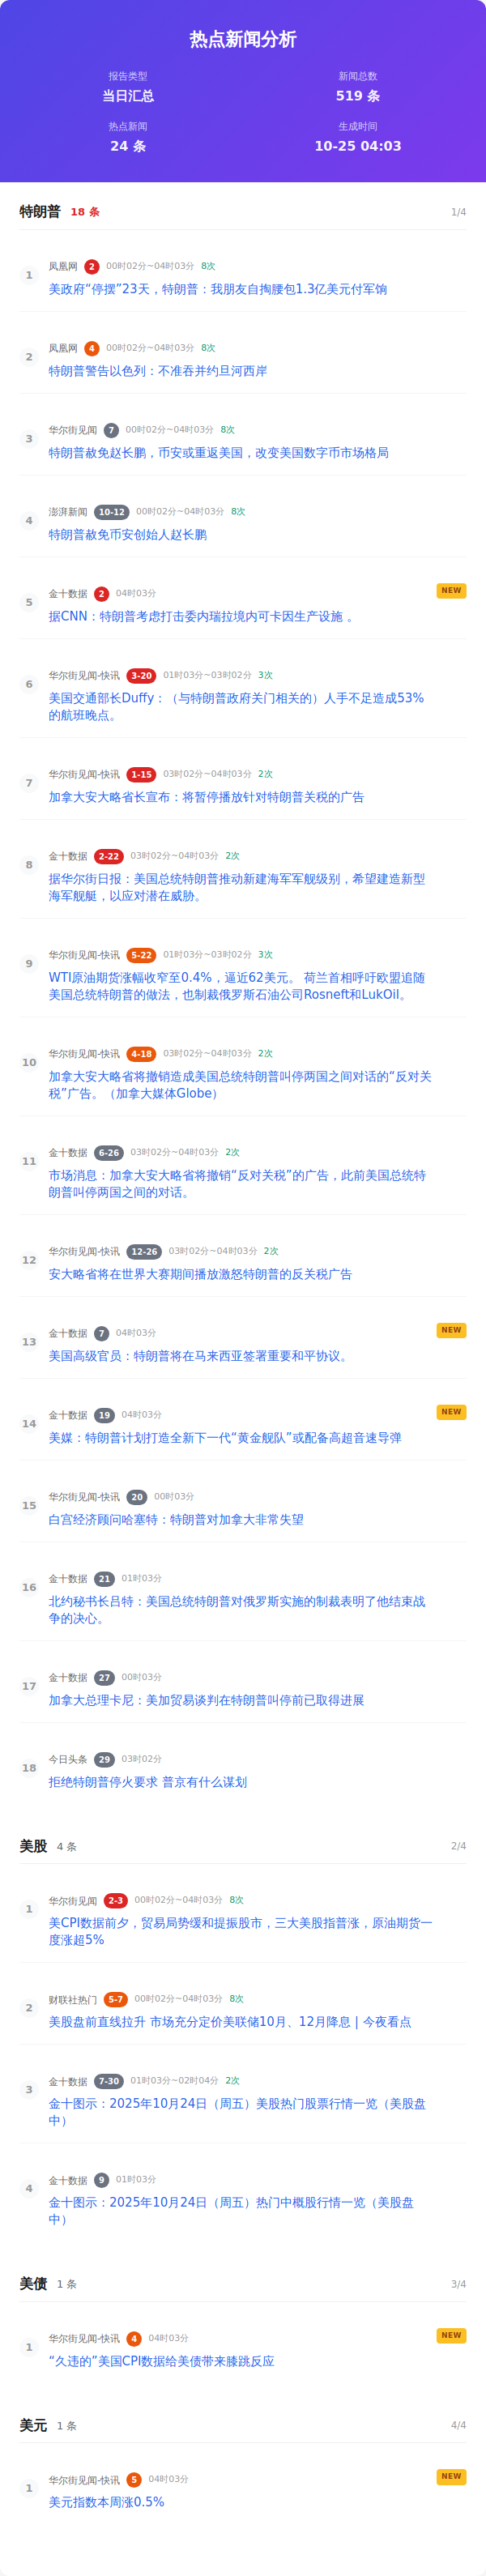 热点新闻分析
报告类型
新闻总数
当日汇总
519 条
热点新闻
生成时间
24 条
10-25 04:03
特朗普 18 条 1/4
1
凤凰网 2 00时02分~04时03分 8次
美政府“停摆”23天，特朗普：我朋友自掏腰包1.3亿美元付军饷
2
凤凰网 4 00时02分~04时03分 8次
特朗普警告以色列：不准吞并约旦河西岸
3
华尔街见闻 7 00时02分~04时03分 8次
特朗普赦免赵长鹏，币安或重返美国，改变美国数字币市场格局
4
澎湃新闻 10-12 00时02分~04时03分 8次
特朗普赦免币安创始人赵长鹏
5
金十数据 2 04时03分 NEW
据CNN：特朗普考虑打击委内瑞拉境内可卡因生产设施 。
6
华尔街见闻-快讯 3-20 01时03分~03时02分 3次
美国交通部长Duffy：（与特朗普政府关门相关的）人手不足造成53%
的航班晚点。
7
华尔街见闻-快讯 1-15 03时02分~04时03分 2次
加拿大安大略省长宣布：将暂停播放针对特朗普关税的广告
8
金十数据 2-22 03时02分~04时03分 2次
据华尔街日报：美国总统特朗普推动新建海军军舰级别，希望建造新型
海军舰艇，以应对潜在威胁。
9
华尔街见闻-快讯 5-22 01时03分~03时02分 3次
WTI原油期货涨幅收窄至0.4%，逼近62美元。 荷兰首相呼吁欧盟追随
美国总统特朗普的做法，也制裁俄罗斯石油公司Rosneft和LukOil。
10
华尔街见闻-快讯 4-18 03时02分~04时03分 2次
加拿大安大略省将撤销造成美国总统特朗普叫停两国之间对话的“反对关
税”广告。（加拿大媒体Globe）
11
金十数据 6-26 03时02分~04时03分 2次
市场消息：加拿大安大略省将撤销“反对关税”的广告，此前美国总统特
朗普叫停两国之间的对话。
12
华尔街见闻-快讯 12-26 03时02分~04时03分 2次
安大略省将在世界大赛期间播放激怒特朗普的反关税广告
13
金十数据 7 04时03分 NEW
美国高级官员：特朗普将在马来西亚签署重要和平协议。
14
金十数据 19 04时03分 NEW
美媒：特朗普计划打造全新下一代“黄金舰队”或配备高超音速导弹
15
华尔街见闻-快讯 20 00时03分
白宫经济顾问哈塞特：特朗普对加拿大非常失望
16
金十数据 21 01时03分
北约秘书长吕特：美国总统特朗普对俄罗斯实施的制裁表明了他结束战
争的决心。
17
金十数据 27 00时03分
加拿大总理卡尼：美加贸易谈判在特朗普叫停前已取得进展
18
今日头条 29 03时02分
拒绝特朗普停火要求 普京有什么谋划
美股 4 条 2/4
1
华尔街见闻 2-3 00时02分~04时03分 8次
美CPI数据前夕，贸易局势缓和提振股市，三大美股指普涨，原油期货一
度涨超5%
2
财联社热门 5-7 00时02分~04时03分 8次
美股盘前直线拉升 市场充分定价美联储10月、12月降息 | 今夜看点
3
金十数据 7-30 01时03分~02时04分 2次
金十图示：2025年10月24日（周五）美股热门股票行情一览（美股盘
中）
4
金十数据 9 01时03分
金十图示：2025年10月24日（周五）热门中概股行情一览（美股盘
中）
美债 1 条 3/4
1
华尔街见闻-快讯 4 04时03分 NEW
“久违的”美国CPI数据给美债带来膝跳反应
美元 1 条 4/4
1
华尔街见闻-快讯 5 04时03分 NEW
美元指数本周涨0.5%